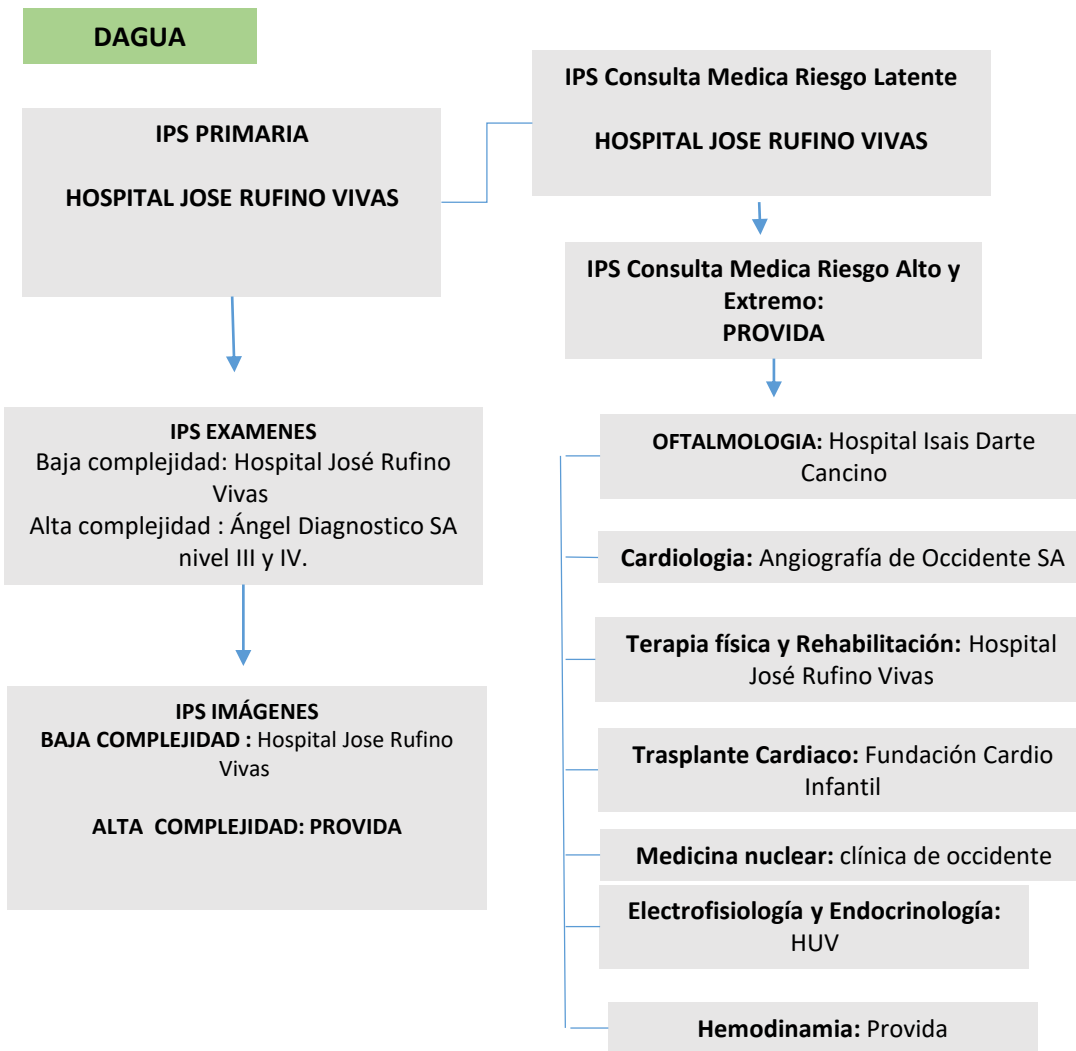 DAGUA
IPS PRIMARIA
HOSPITAL JOSE RUFINO VIVAS
IPS Consulta Medica Riesgo Latente
HOSPITAL JOSE RUFINO VIVAS
IPS Consulta Medica Riesgo Alto y
Extremo:
PROVIDA
IPS EXAMENES
Baja complejidad: Hospital José Rufino
Vivas
Alta complejidad : Ángel Diagnostico SA
nivel III y IV.
IPS IMÁGENES
BAJA COMPLEJIDAD : Hospital Jose Rufino
Vivas
ALTA COMPLEJIDAD: PROVIDA
OFTALMOLOGIA: Hospital Isais Darte
Cancino
Cardiologia: Angiografía de Occidente SA
Terapia física y Rehabilitación: Hospital
José Rufino Vivas
Trasplante Cardiaco: Fundación Cardio
Infantil
Medicina nuclear: clínica de occidente
Electrofisiología y Endocrinología:
HUV
Hemodinamia: Provida